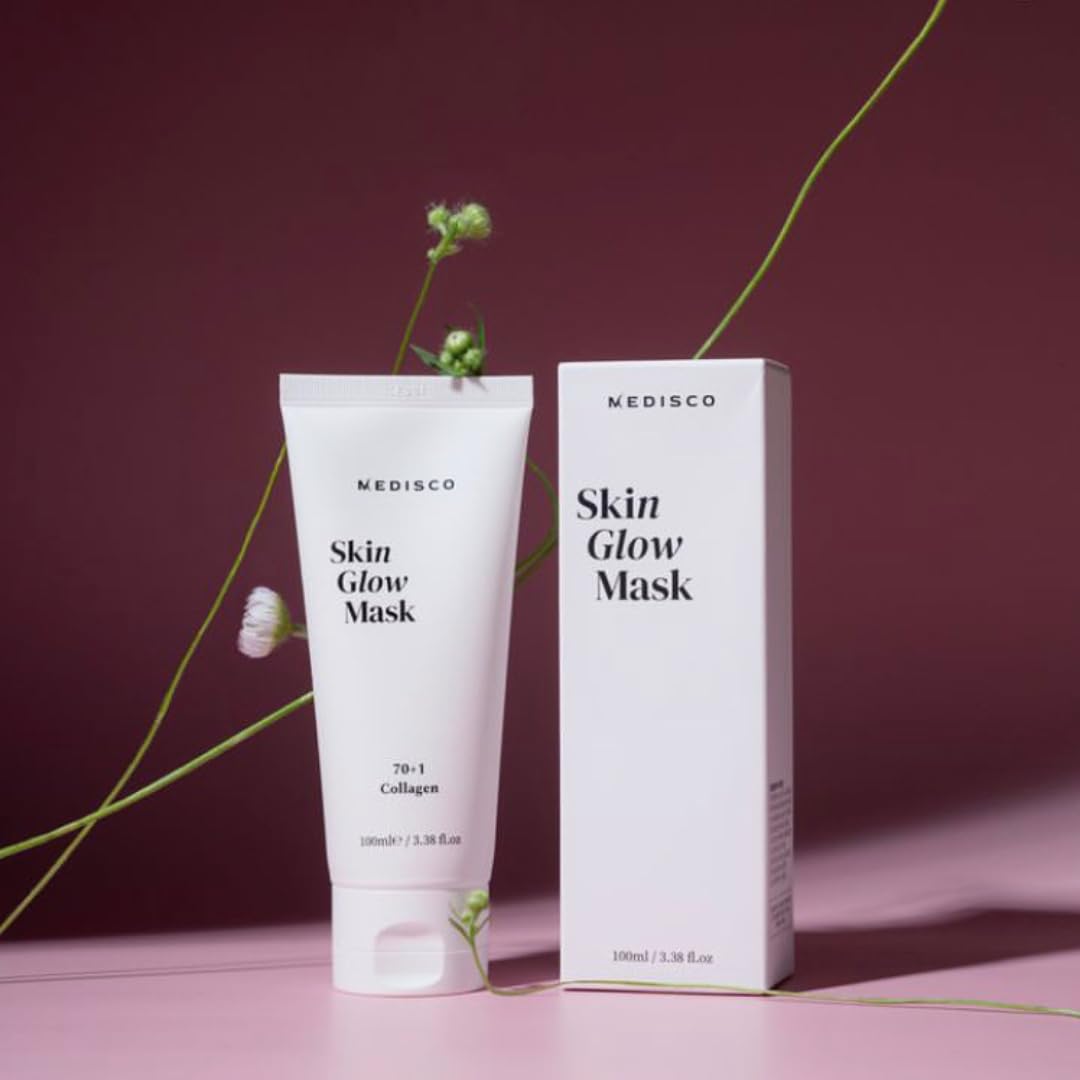 MEDISCO
Skin
Glow
Mask
70+1
Collagen
100ml℮ / 3.38 fl.oz
MEDISCO
Skin
Glow
Mask
100ml / 3.38 fl.oz